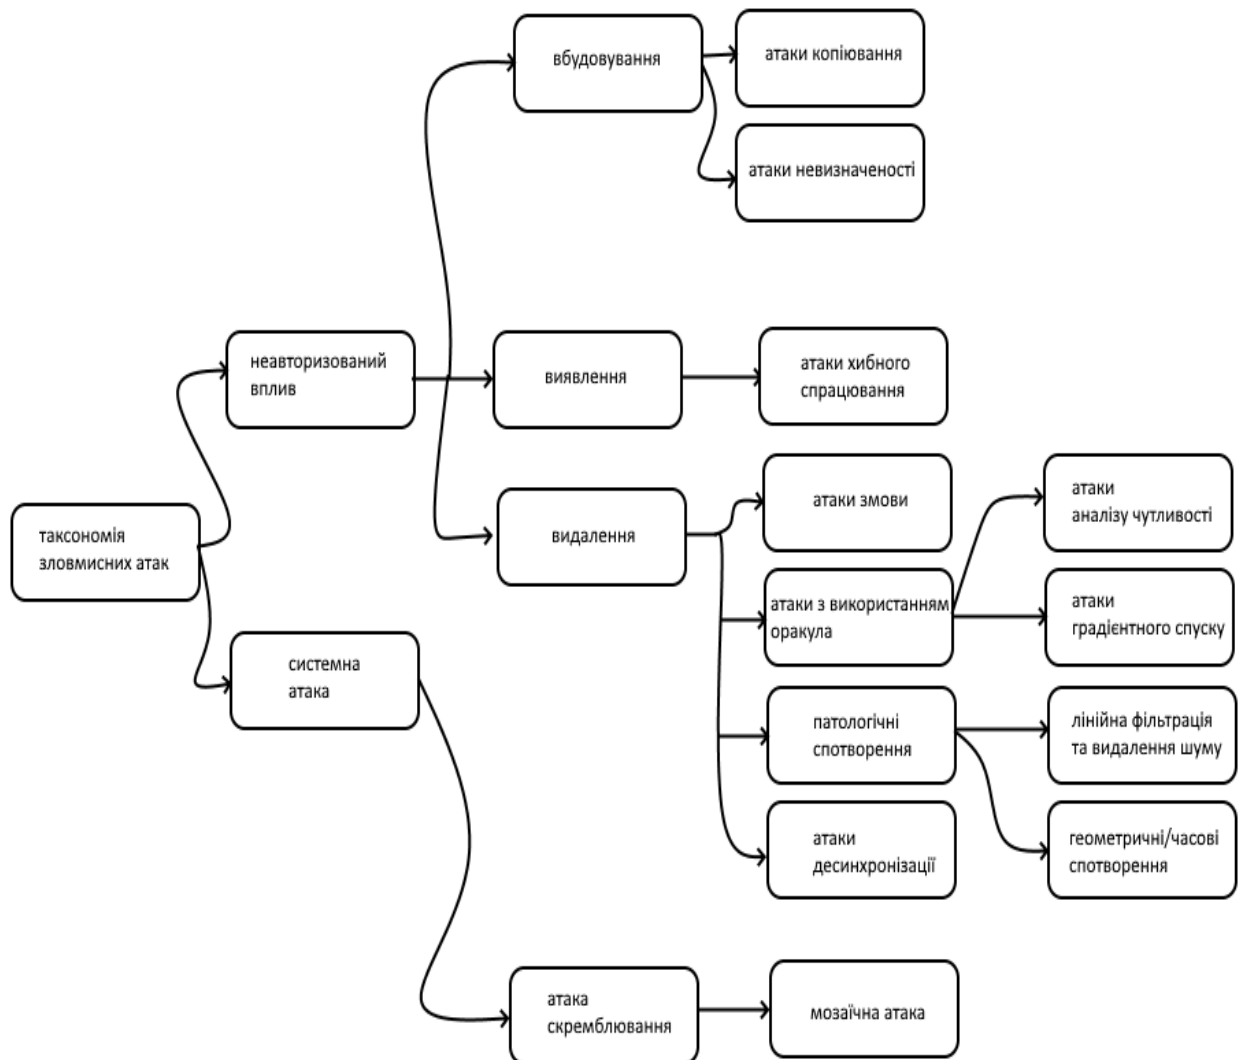 вбудовування
атаки копіювання
атаки невизначеності
неавторизований
вплив
виявлення
атаки хибного
спрацювання
таксономія
зловмисних атак
видалення
атаки змови
атаки
аналізу чутливості
атаки з використанням
оракула
атаки
градієнтного спуску
системна
атака
патологічні
спотворення
лінійна фільтрація
та видалення шуму
атаки
десинхронізації
геометричні/часові
спотворення
атака
скремблювання
мозаїчна атака